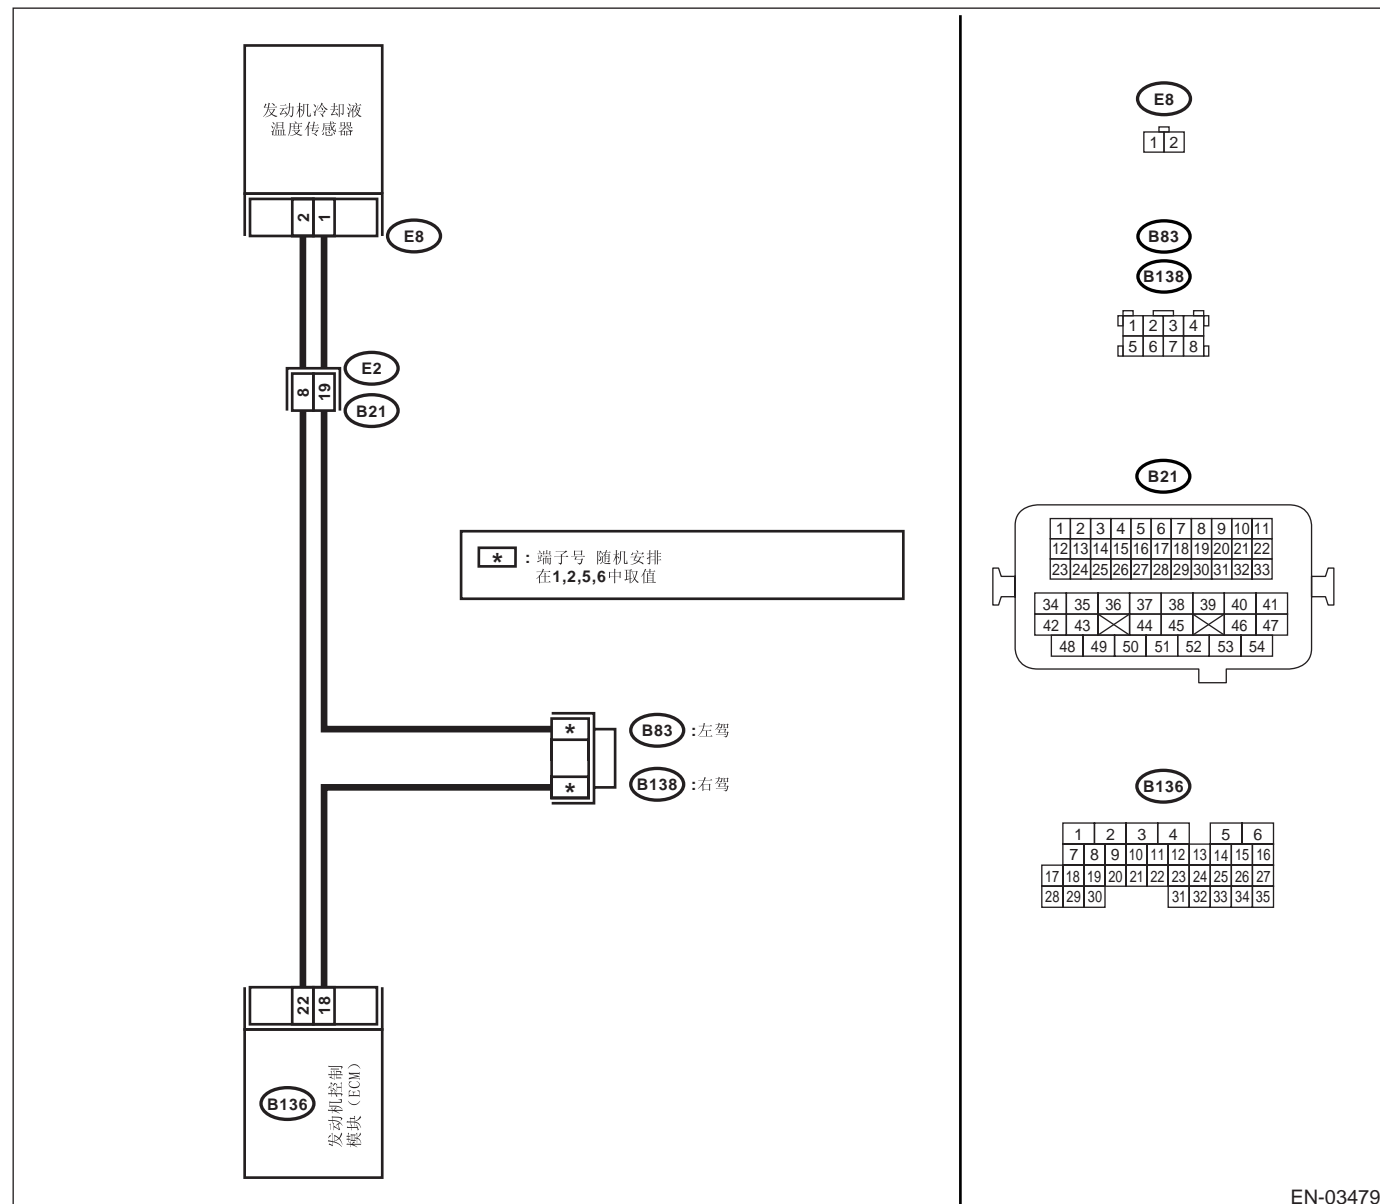 发动机冷却液
温度传感器
2 1
E8
E2
8 19
B21
* : 端子号 随机安排
在1,2,5,6中取值
*
B83 :左驾
*
B138 :右驾
22 18
B136
发动机控制
模块（ECM）
E8
1 2
B83
B138
1 2 3 4
5 6 7 8
B21
1 2 3 4 5 6 7 8 9 10 11
12 13 14 15 16 17 18 19 20 21 22
23 24 25 26 27 28 29 30 31 32 33
34 35 36 37 38 39 40 41
42 43 44 45 46 47
48 49 50 51 52 53 54
B136
1 2 3 4 5 6
7 8 9 10 11 12 13 14 15 16
17 18 19 20 21 22 23 24 25 26 27
28 29 30 31 32 33 34 35
EN-03479